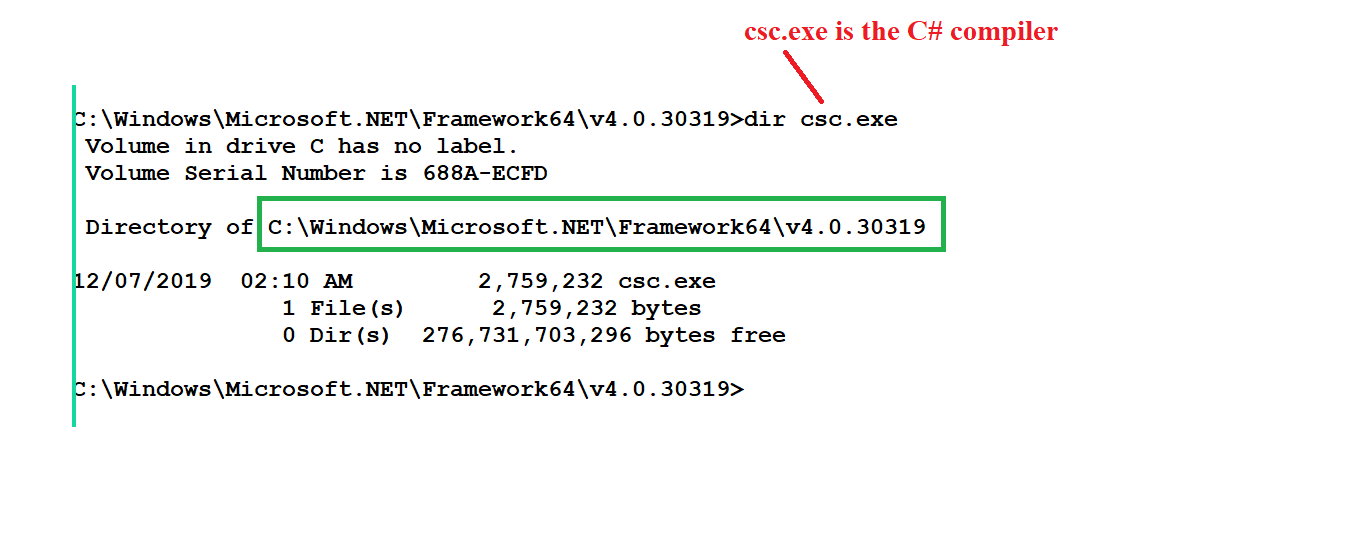 csc.exe is the C# compiler
C:\Windows\Microsoft.NET\Framework64\v4.0.30319>dir csc.exe
 Volume in drive C has no label.
 Volume Serial Number is 688A-ECFD
 Directory of C:\Windows\Microsoft.NET\Framework64\v4.0.30319
12/07/2019  02:10 AM         2,759,232 csc.exe
               1 File(s)      2,759,232 bytes
               0 Dir(s)  276,731,703,296 bytes free
C:\Windows\Microsoft.NET\Framework64\v4.0.30319>